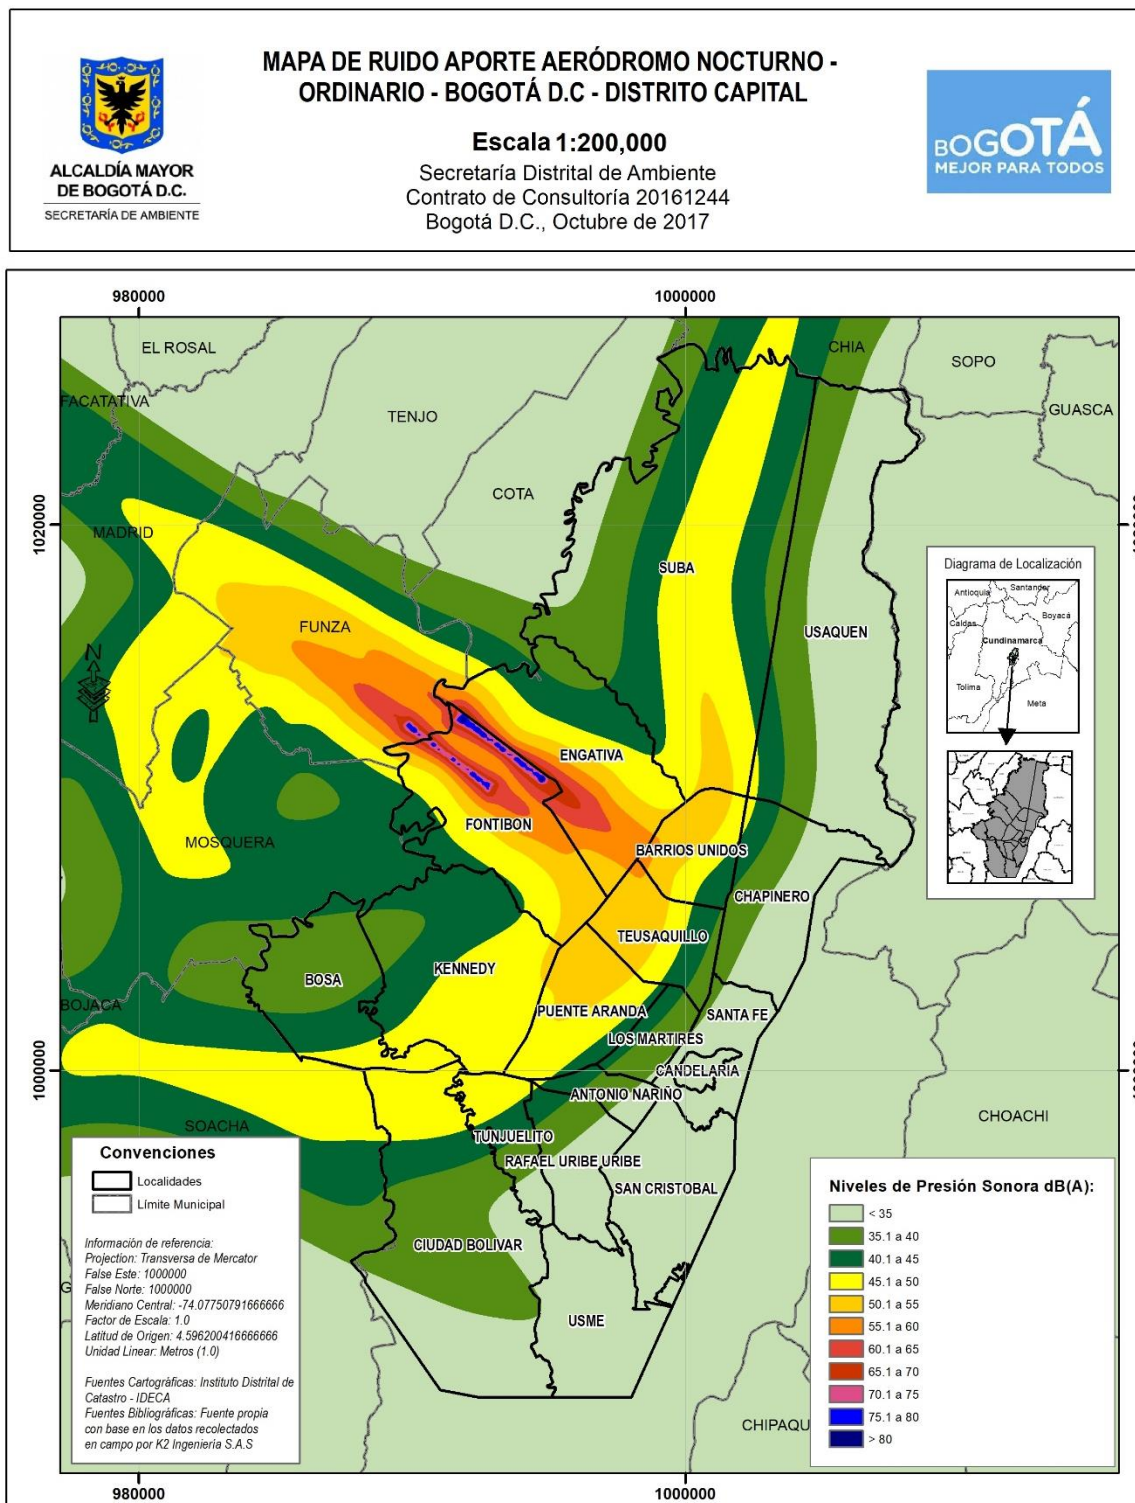 MAPA DE RUIDO APORTE AERÓDROMO NOCTURNO -
ORDINARIO - BOGOTÁ D.C - DISTRITO CAPITAL
Escala 1:200,000
Secretaría Distrital de Ambiente
Contrato de Consultoría 20161244
Bogotá D.C., Octubre de 2017
ALCALDÍA MAYOR
DE BOGOTÁ D.C.
SECRETARÍA DE AMBIENTE
BOGOTÁ
MEJOR PARA TODOS
980000
1000000
EL ROSAL
CHIA
SOPO
FACATATIVA
TENJO
GUASCA
COTA
1020000
MADRID
SUBA
FUNZA
USAQUEN
N
ENGATIVA
FONTIBON
MOSQUERA
BARRIOS UNIDOS
CHAPINERO
TEUSAQUILLO
KENNEDY
BOSA
BOJACA
PUENTE ARANDA
SANTA FE
LOS MARTIRES
1000000
CANDELARIA
ANTONIO NARIÑO
CHOACHI
SOACHA
TUNJUELITO
RAFAEL URIBE URIBE
SAN CRISTOBAL
CIUDAD BOLIVAR
USME
CHIPAQU
Diagrama de Localización
Antioquia
Santander
Boyacá
Caldas
Cundinamarca
Tolima
Meta
Convenciones
Localidades
Límite Municipal
Información de referencia:
Projection: Transversa de Mercator
False Este: 1000000
False Norte: 1000000
Meridiano Central: -74.07750791666666
Factor de Escala: 1.0
Latitud de Origen: 4.596200416666666
Unidad Linear: Metros (1.0)
Fuentes Cartográficas: Instituto Distrital de
Catastro - IDECA
Fuentes Bibliográficas: Fuente propia
con base en los datos recolectados
en campo por K2 Ingeniería S.A.S
Niveles de Presión Sonora dB(A):
< 35
35.1 a 40
40.1 a 45
45.1 a 50
50.1 a 55
55.1 a 60
60.1 a 65
65.1 a 70
70.1 a 75
75.1 a 80
> 80
980000
1000000